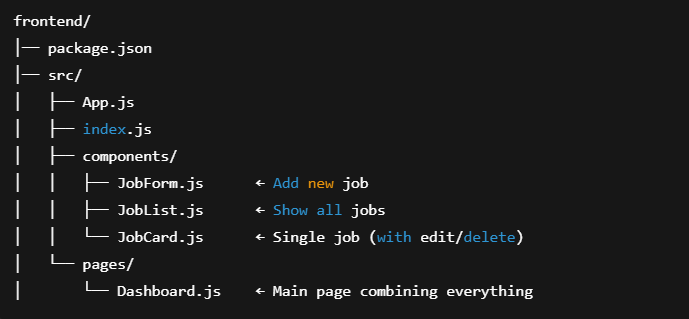 frontend/
│── package.json
│── src/
│   ├── App.js
│   ├── index.js
│   ├── components/
│   │   ├── JobForm.js      ← Add new job
│   │   ├── JobList.js      ← Show all jobs
│   │   └── JobCard.js      ← Single job (with edit/delete)
│   └── pages/
│       └── Dashboard.js    ← Main page combining everything